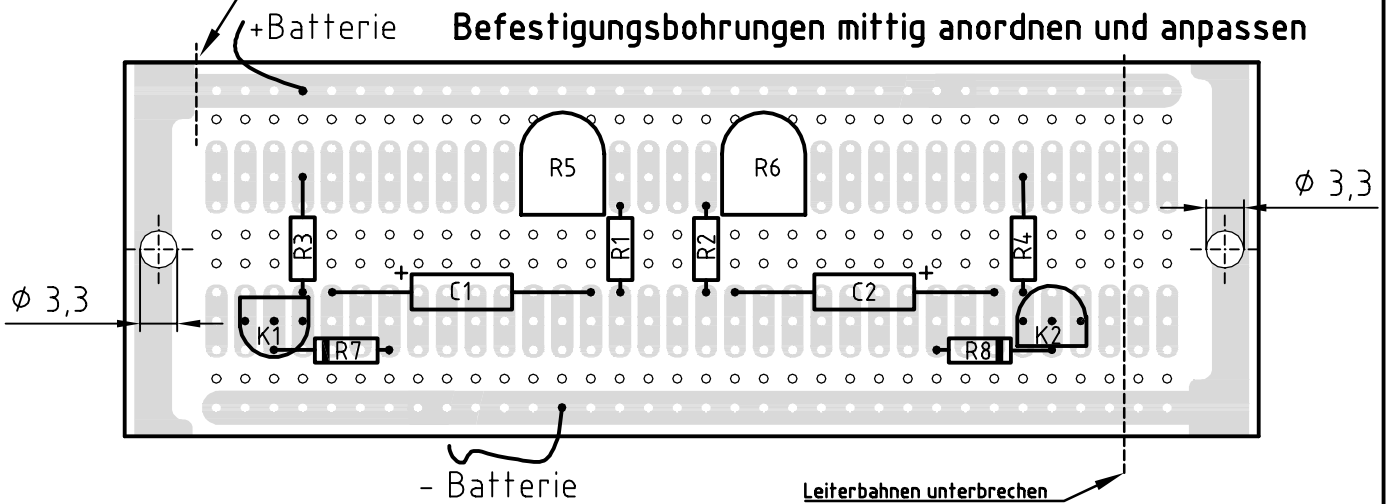 +Batterie
Befestigungsbohrungen mittig anordnen und anpassen
R5
R6
ϕ 3,3
R3
R1
R2
R4
+
C1
C2
+
ϕ 3,3
K1
R7
R8
K2
- Batterie
Leiterbahnen unterbrechen